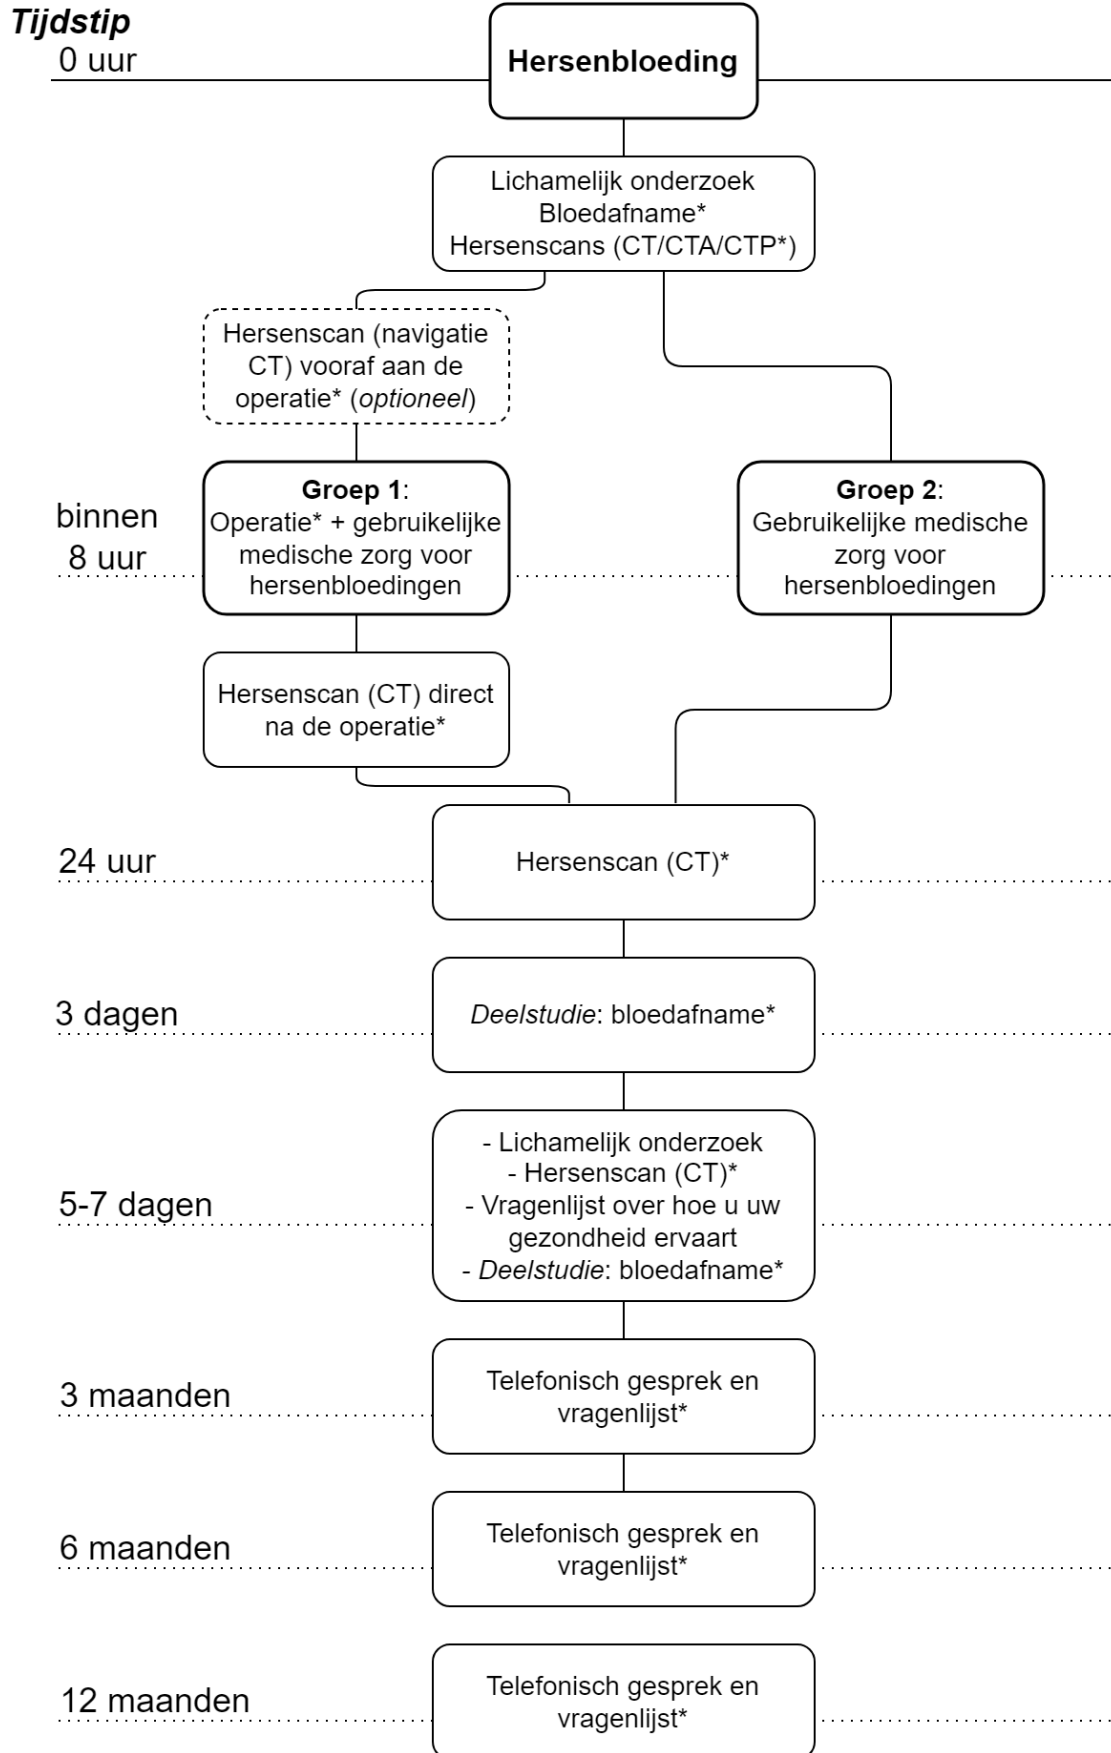 Tijdstip
0 uur
Hersenbloeding
Lichamelijk onderzoek
Bloedafname*
Hersenscans (CT/CTA/CTP*)
Hersenscan (navigatie
CT) vooraf aan de
operatie* (optioneel)
binnen
8 uur
Groep 1:
Operatie* + gebruikelijke
medische zorg voor
hersenbloedingen
Groep 2:
Gebruikelijke medische
zorg voor
hersenbloedingen
Hersenscan (CT) direct
na de operatie*
24 uur
Hersenscan (CT)*
3 dagen
Deelstudie: bloedafname*
5-7 dagen
- Lichamelijk onderzoek
- Hersenscan (CT)*
- Vragenlijst over hoe u uw
gezondheid ervaart
- Deelstudie: bloedafname*
3 maanden
Telefonisch gesprek en
vragenlijst*
6 maanden
Telefonisch gesprek en
vragenlijst*
12 maanden
Telefonisch gesprek en
vragenlijst*